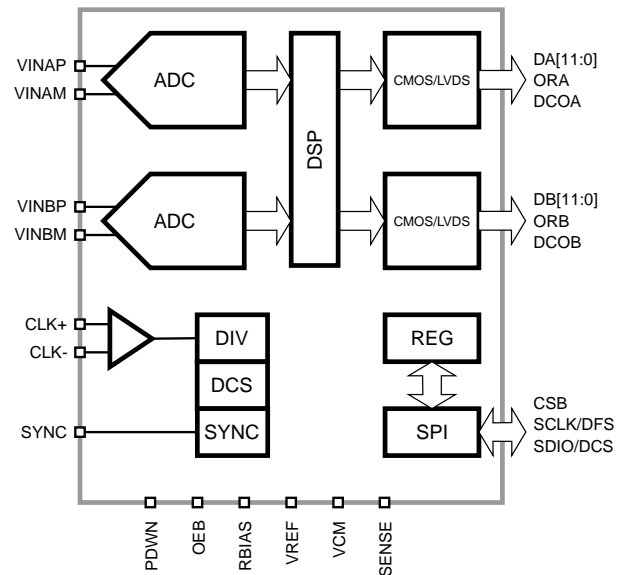 VINAP
VINAM
ADC
DSP
CMOS/LVDS
DA[11:0]
ORA
DCOA
VINBP
VINBM
ADC
CMOS/LVDS
DB[11:0]
ORB
DCOB
CLK+
CLK-
DIV
DCS
SYNC
SYNC
REG
SPI
CSB
SCLK/DFS
SDIO/DCS
PDWN
OEB
RBIAS
VREF
VCM
SENSE